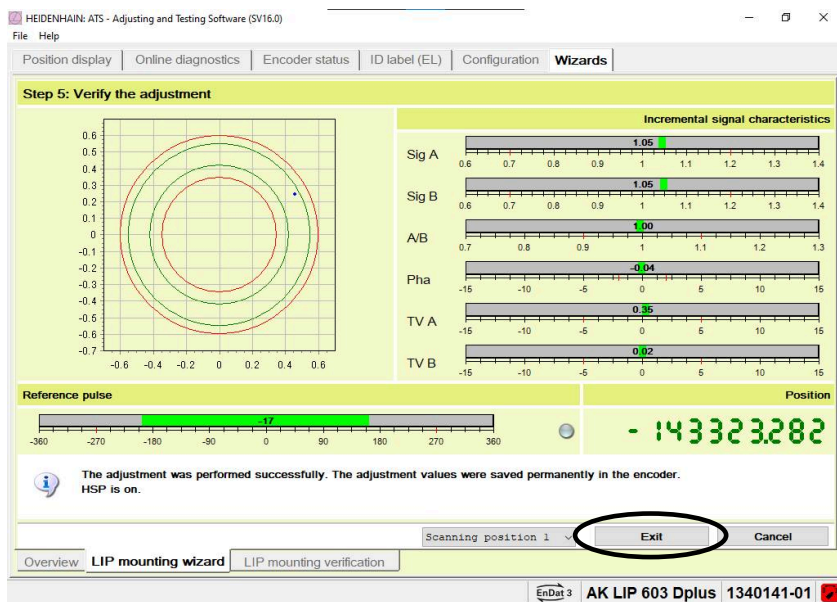 HEIDENHAIN: ATS - Adjusting and Testing Software (SV16.0)
File Help
Position display Online diagnostics Encoder status ID label (EL) Configuration Wizards
Step 5: Verify the adjustment
0.6
0.5
0.4
0.3
0.2
0.1
0
-0.1
-0.2
-0.3
-0.4
-0.5
-0.6
-0.7
-0.6 -0.4 -0.2 0 0.2 0.4 0.6
Incremental signal characteristics
Sig A
1.05
0.6 0.7 0.8 0.9 1 1.1 1.2 1.3 1.4
Sig B
1.05
0.6 0.7 0.8 0.9 1 1.1 1.2 1.3 1.4
A/B
1.00
0.7 0.8 0.9 1 1.1 1.2 1.3
Pha
-0.04
-15 -10 -5 0 5 10 15
TV A
0.35
-15 -10 -5 0 5 10 15
TV B
0.02
-15 -10 -5 0 5 10 15
Reference pulse
-17
-360 -270 -180 -90 0 90 180 270 360
Position
-143323.282
The adjustment was performed successfully. The adjustment values were saved permanently in the encoder.
HSP is on.
Scanning position 1 Exit Cancel
Overview LIP mounting wizard LIP mounting verification
EnDat 3 AK LIP 603 Dplus 1340141-01